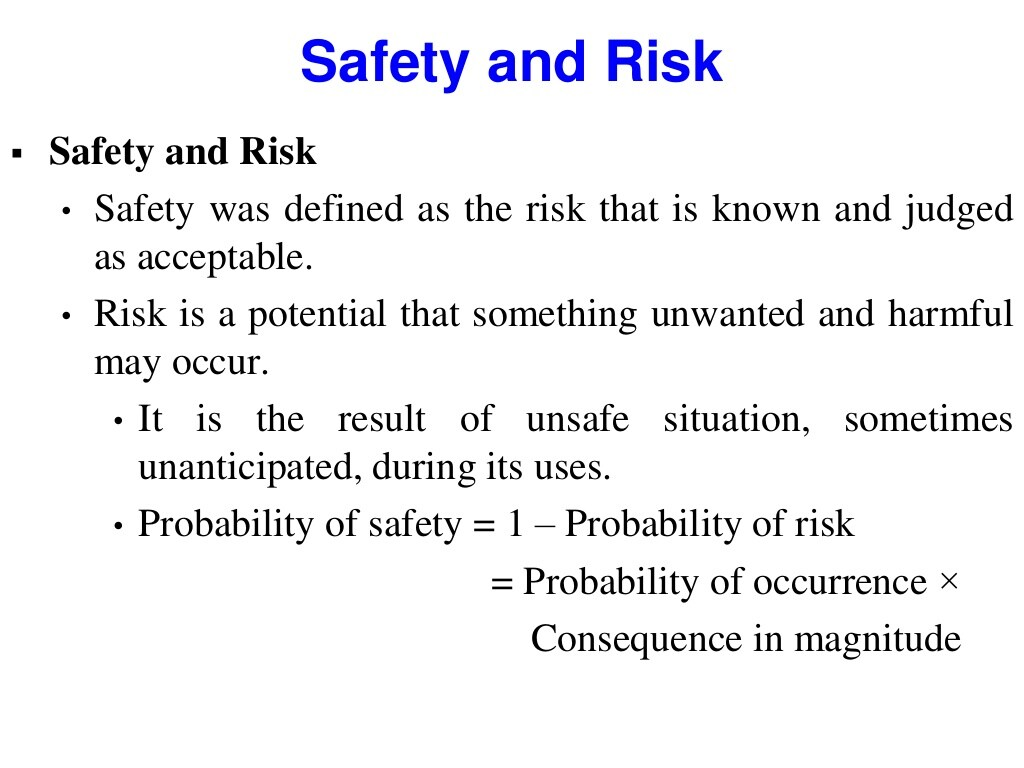 Safety and Risk
▪ Safety and Risk
• Safety was defined as the risk that is known and judged
as acceptable.
• Risk is a potential that something unwanted and harmful
may occur.
• It is the result of unsafe situation, sometimes
unanticipated, during its uses.
• Probability of safety = 1 – Probability of risk
= Probability of occurrence ×
Consequence in magnitude